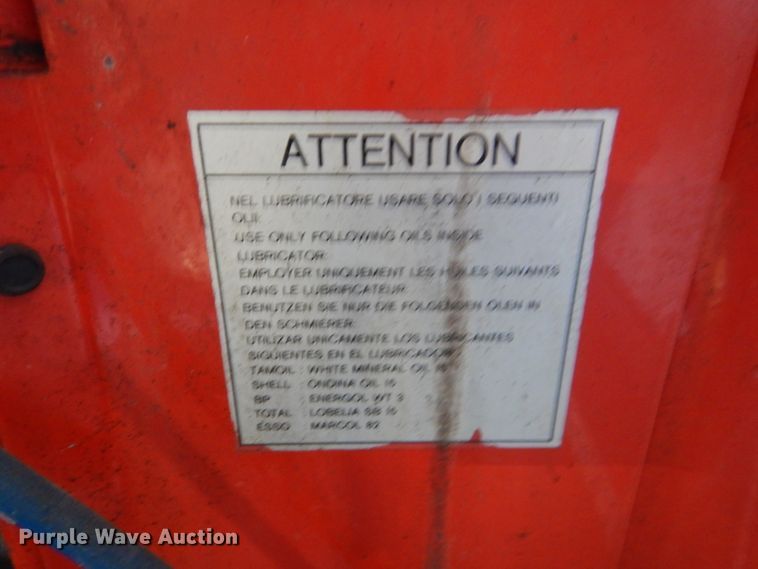 ATTENTION
NEL LUBRIFICATORE USARE SOLO I SEQUENTI
OLII:
USE ONLY FOLLOWING OILS INSIDE
LUBRICATOR:
EMPLOYER UNIQUEMENT LES HUILES SUIVANTS
DANS LE LUBRIFICATEUR:
BENUTZEN SIE NUR DIE FOLGENDEN OLEN IN
DEN SCHMIERER:
UTILIZAR UNICAMENTE LOS LUBRICANTES
SIGUIENTES EN EL LUBRICADOR:
TAMOIL : WHITE MINERAL OIL 15
SHELL : ONDINA OIL 15
BP : ENERGOL WT 3
TOTAL : LOBELIA SB 15
ESSO : MARCOL 82
Purple Wave Auction